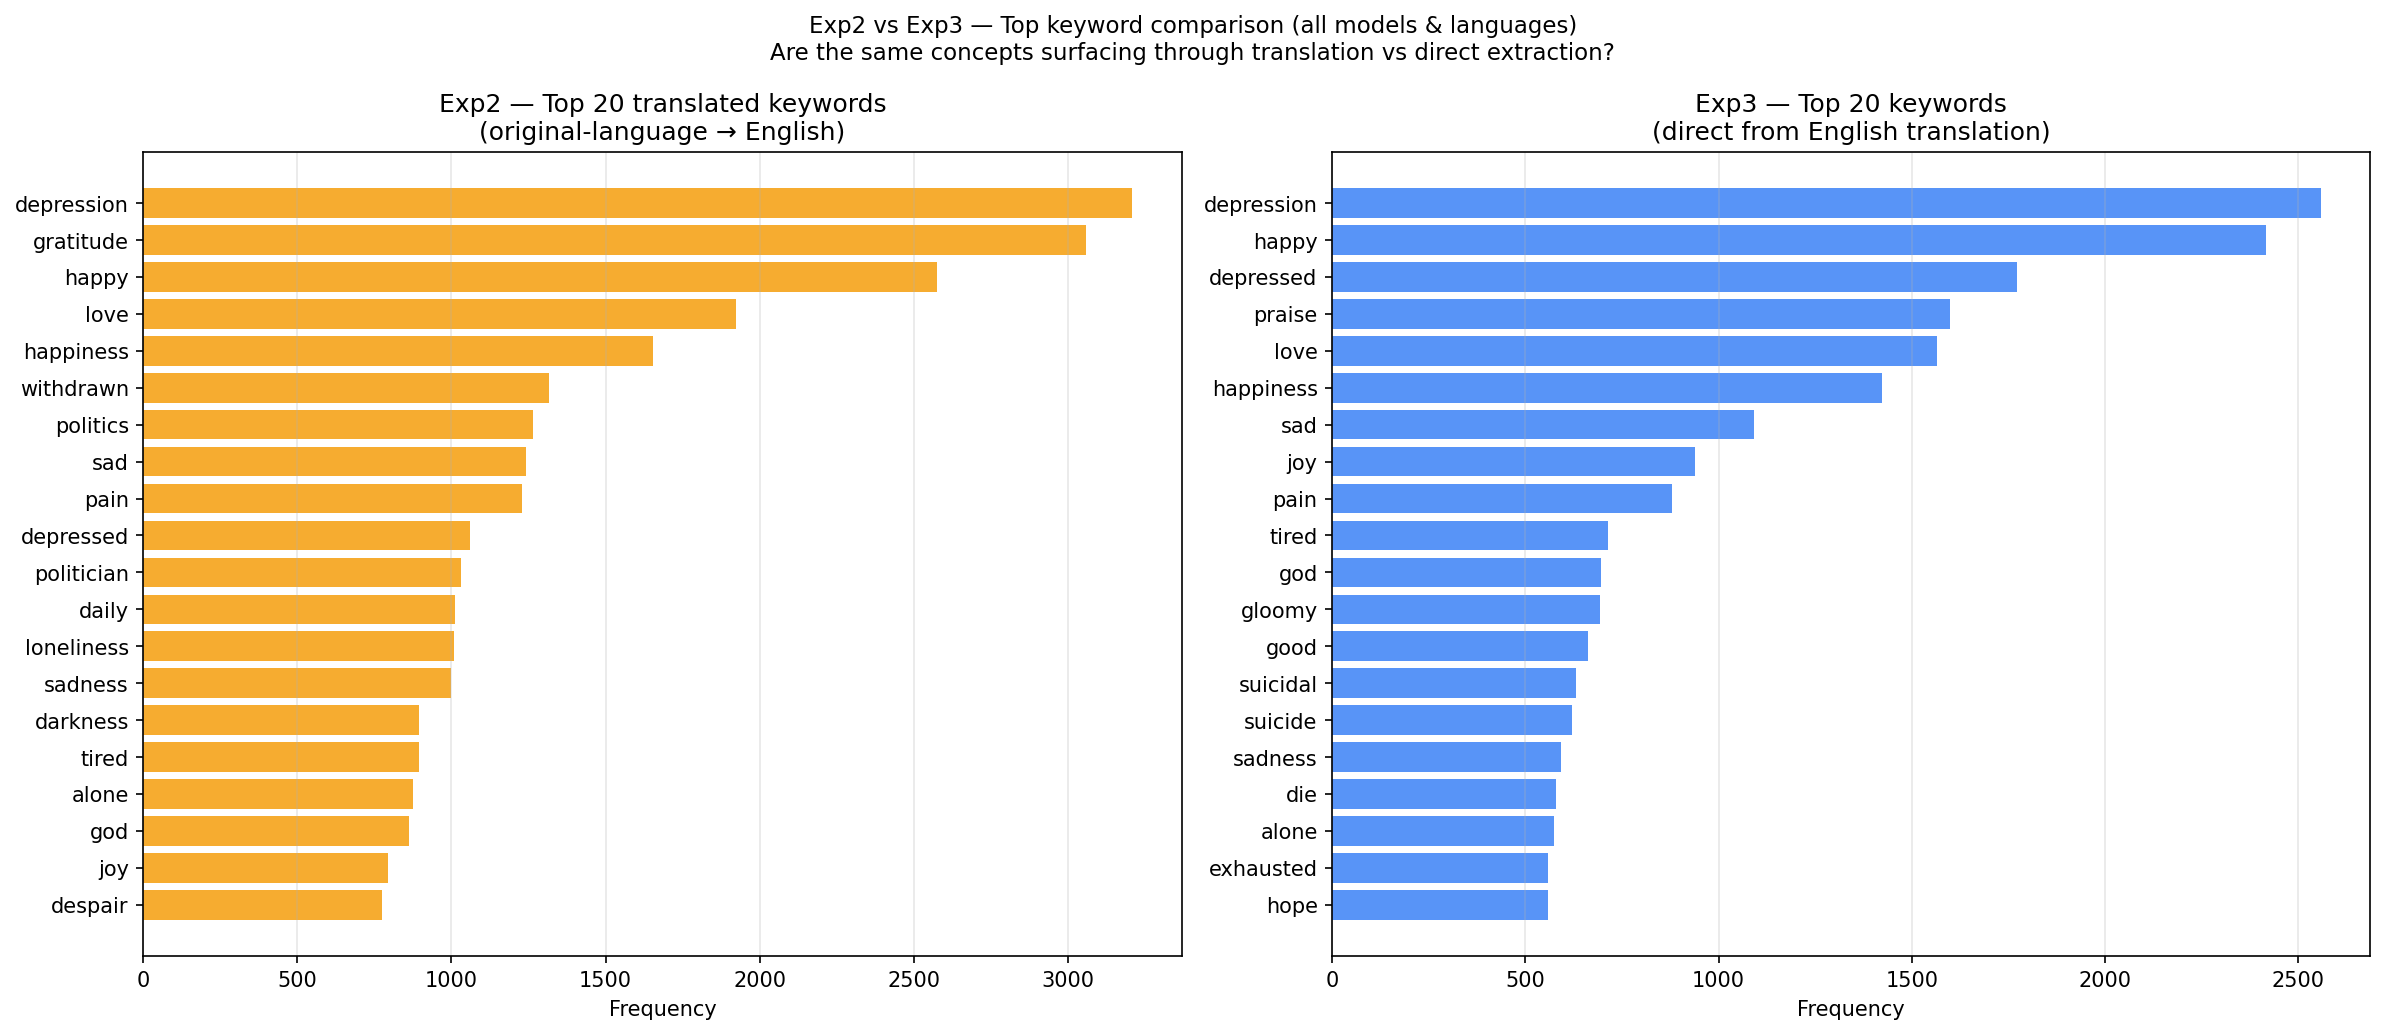 Exp2 vs Exp3 — Top keyword comparison (all models & languages)
Are the same concepts surfacing through translation vs direct extraction?
Exp2 — Top 20 translated keywords
(original-language → English)
depression
gratitude
happy
love
happiness
withdrawn
politics
sad
pain
depressed
politician
daily
loneliness
sadness
darkness
tired
alone
god
joy
despair
0 500 1000 1500 2000 2500 3000
Frequency
Exp3 — Top 20 keywords
(direct from English translation)
depression
happy
depressed
praise
love
happiness
sad
joy
pain
tired
god
gloomy
good
suicidal
suicide
sadness
die
alone
exhausted
hope
0 500 1000 1500 2000 2500
Frequency